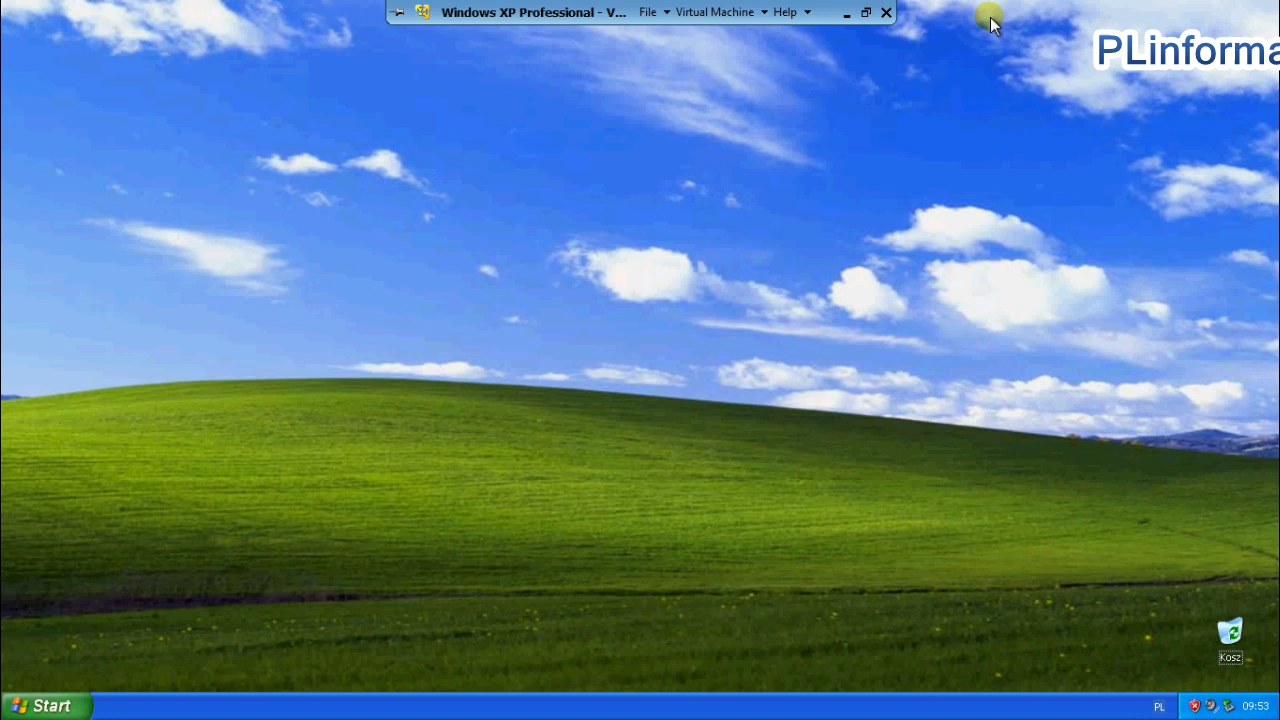 Windows XP Professional - V... File Virtual Machine Help
PLinforma
Kosz
Start PL 09:53